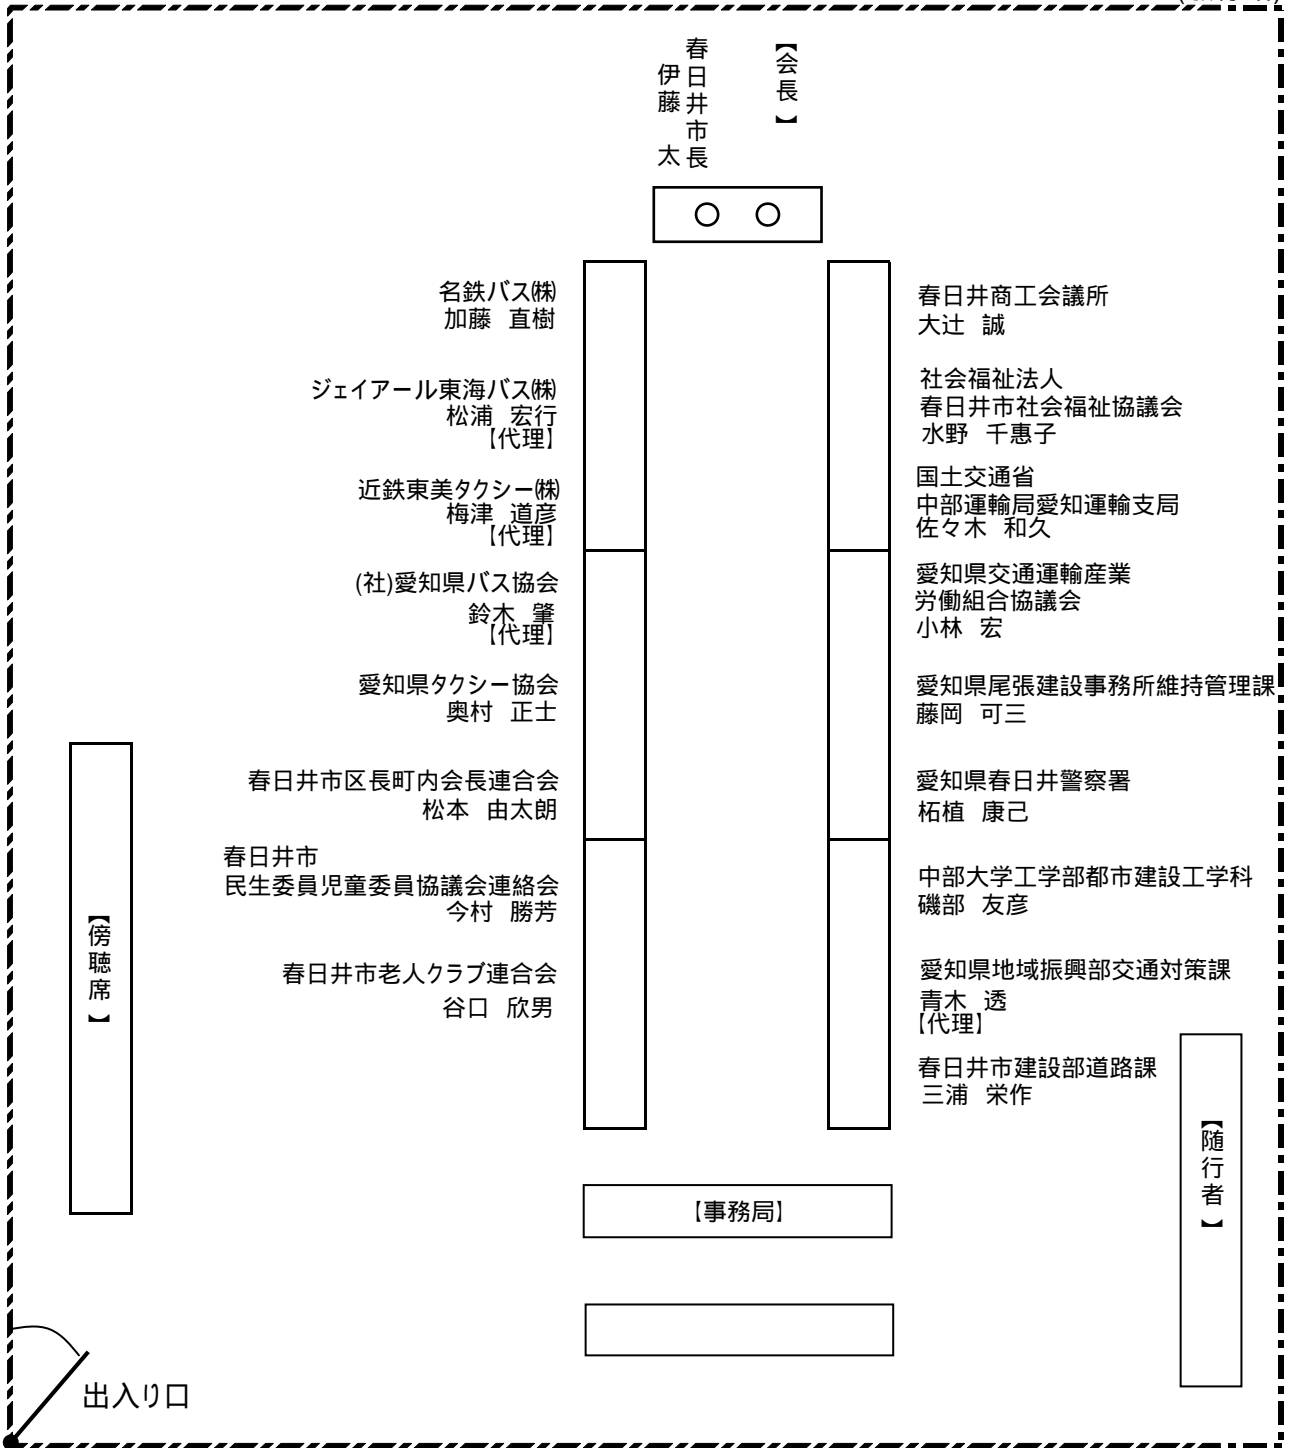 【会長】
春日井市長
伊藤 太
名鉄バス㈱
加藤 直樹
ジェイアール東海バス㈱
松浦 宏行
【代理】
近鉄東美タクシー㈱
梅津 道彦
【代理】
(社)愛知県バス協会
鈴木 肇
【代理】
愛知県タクシー協会
奥村 正士
春日井市区長町内会長連合会
松本 由太朗
春日井市
民生委員児童委員協議会連絡会
今村 勝芳
春日井市老人クラブ連合会
谷口 欣男
春日井商工会議所
大辻 誠
社会福祉法人
春日井市社会福祉協議会
水野 千惠子
国土交通省
中部運輸局愛知運輸支局
佐々木 和久
愛知県交通運輸産業
労働組合協議会
小林 宏
愛知県尾張建設事務所維持管理課
藤岡 可三
愛知県春日井警察署
柘植 康己
中部大学工学部都市建設工学科
磯部 友彦
愛知県地域振興部交通対策課
青木 透
【代理】
春日井市建設部道路課
三浦 栄作
【傍聴席】
【随行者】
【事務局】
出入り口